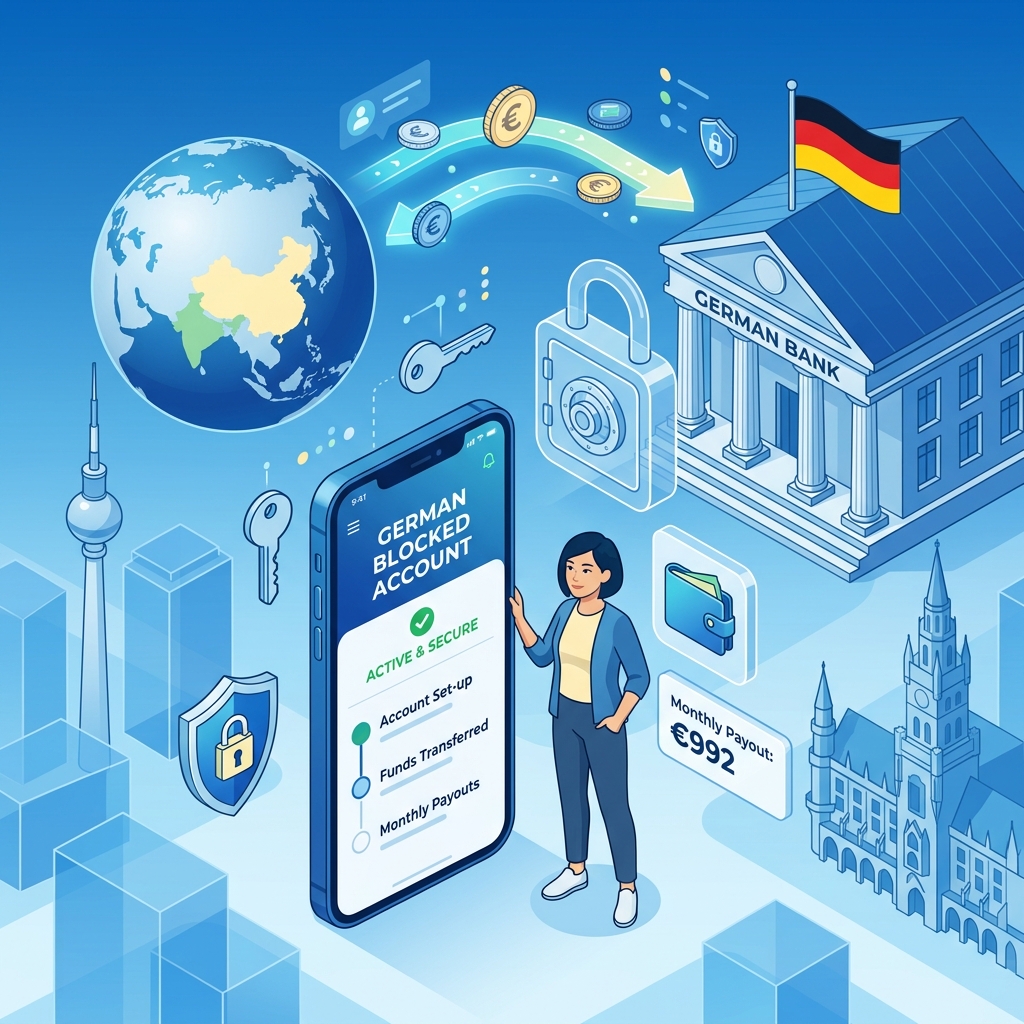 GERMAN BANK
9:41
GERMAN
BLOCKED
ACCOUNT
ACTIVE & SECURE
Account Set-up
Funds Transferred
Monthly Payouts
Monthly Payout:
€992